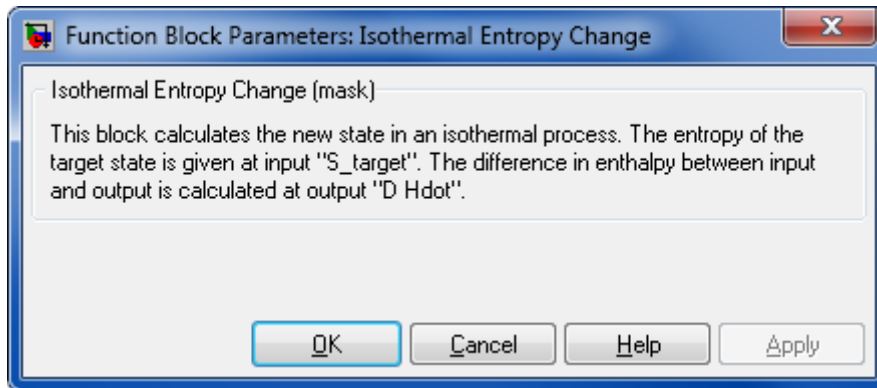 Function Block Parameters: Isothermal Entropy Change
Isothermal Entropy Change (mask)
This block calculates the new state in an isothermal process. The entropy of the
target state is given at input "S_target". The difference in enthalpy between input
and output is calculated at output "D Hdot".
OK Cancel Help Apply